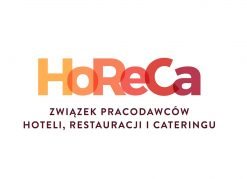 HoReCa
ZWIĄZEK PRACODAWCÓW
HOTELI, RESTAURACJI I CATERINGU